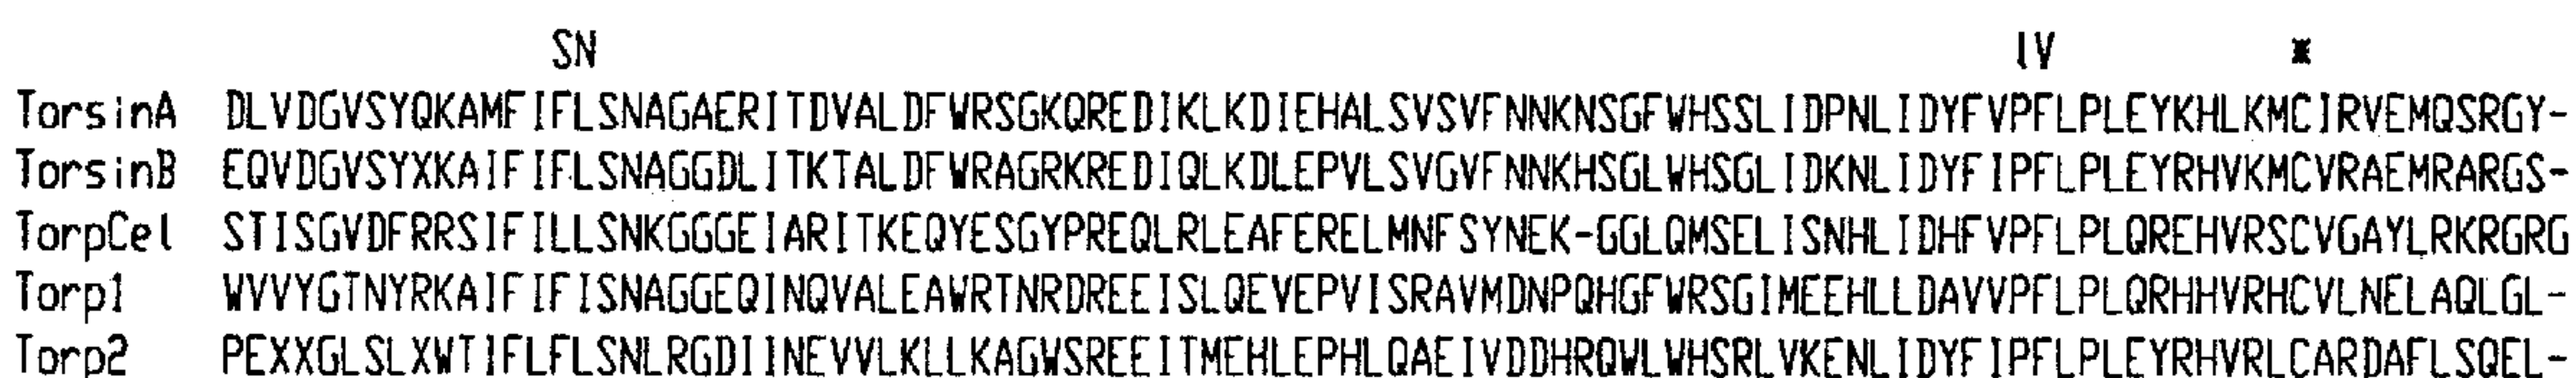 SN IV *
TorsinA DLVDGVSYQKAMFIFLSNAGAERITDVALDFWRSGKQREDIKLKDIEHALSVSVFNNKNSGFWHSSLIDPNLIDYFVPFLPLEYKHLKMCIRVEMQSRGY-
TorsinB EQVDGVSYXKAIFIFLSNAGGDLITKTALDFWRAGRKREDIQLKDLEPVLSVGVFNNKHSGLWHSGLIDKNLIDYFIPFLPLEYRHVKMCVRAEMRARGS-
TorpCel STISGVDFRRSIFILLSNKGGGEIARITKEQYESGYPREQLRLEAFERELMNFSYNEK-GGLQMSELISNHLIDHFVPFLPLQREHVRSCVGAYLRKRGRG
Torp1 WVVYGTNYRKAIFIFISNAGGEQINQVALEAWRTNRDREEISLQEVEPVISRAVMDNPQHGFWRSGIMEEHLLDAVVPFLPLQRHHVRHCVLNELAQLGL-
Torp2 PEXXGLSLXWTIFLFLSNLRGDIINEVVLKLLKAGWSREEITMEHLEPHLQAEIVDDHRQWLWHSRLVKENLIDYFIPFLPLEYRHVRLCARDAFLSQEL-